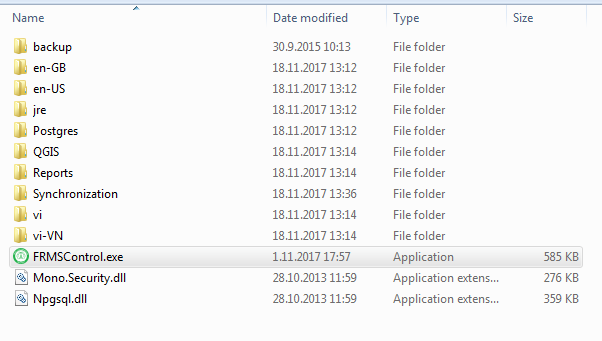 Name Date modified Type Size
backup 30.9.2015 10:13 File folder
en-GB 18.11.2017 13:12 File folder
en-US 18.11.2017 13:12 File folder
jre 18.11.2017 13:12 File folder
Postgres 18.11.2017 13:12 File folder
QGIS 18.11.2017 13:14 File folder
Reports 18.11.2017 13:14 File folder
Synchronization 18.11.2017 13:36 File folder
vi 18.11.2017 13:14 File folder
vi-VN 18.11.2017 13:14 File folder
FRMSControl.exe 1.11.2017 17:57 Application 585 KB
Mono.Security.dll 28.10.2013 11:59 Application extens... 276 KB
Npgsql.dll 28.10.2013 11:59 Application extens... 359 KB